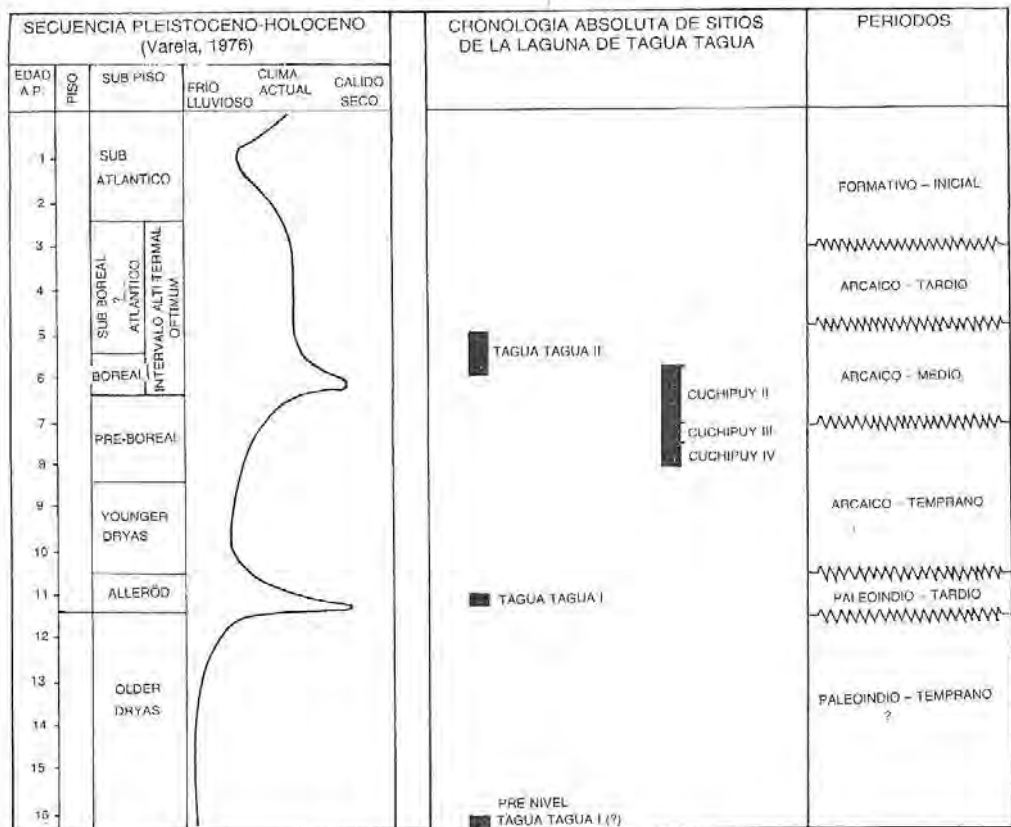 SECUENCIA PLEISTOCENO-HOLOCENO
(Varela, 1976)
EDAD
A.P.
PISO
SUB PISO
FRIO
LLUVIOSO
CLIMA
ACTUAL
CALIDO
SECO
1
2
3
4
5
6
7
8
9
10
11
12
13
14
15
16
SUB
ATLANTICO
SUB BOREAL
?
ATLANTICO
INTERVALO ALTI TERMAL
OPTIMUM
BOREAL
PRE-BOREAL
YOUNGER
DRYAS
ALLERÖD
OLDER
DRYAS
CRONOLOGIA ABSOLUTA DE SITIOS
DE LA LAGUNA DE TAGUA TAGUA
TAGUA TAGUA II
CUCHIPUY II
CUCHIPUY III
CUCHIPUY IV
TAGUA TAGUA I
PRE NIVEL
TAGUA TAGUA I (?)
PERIODOS
FORMATIVO – INICIAL
ARCAICO – TARDIO
ARCAICO – MEDIO
ARCAICO – TEMPRANO
PALEOINDIO – TARDIO
PALEOINDIO – TEMPRANO
?